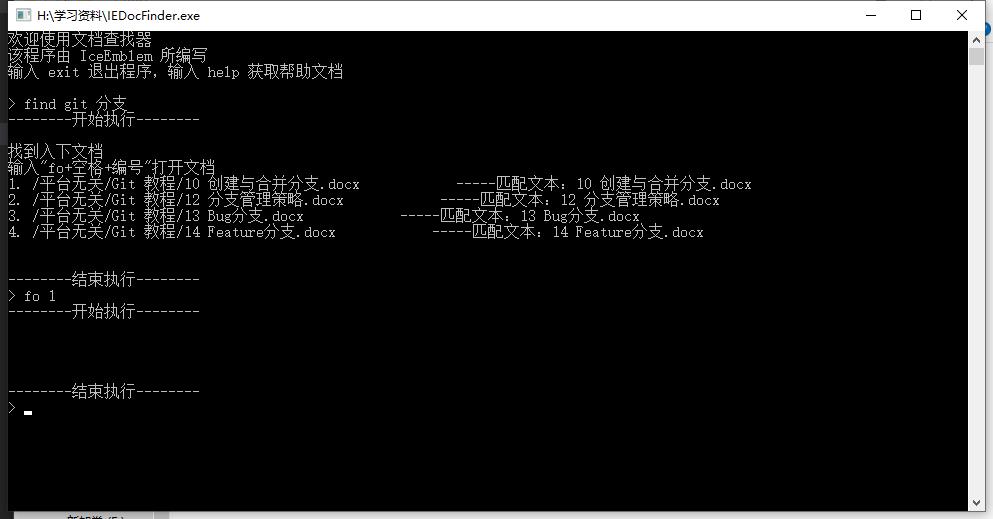 H:\学习资料\IEDocFinder.exe
欢迎使用文档查找器
该程序由 IceEmblem 所编写
输入 exit 退出程序，输入 help 获取帮助文档
> find git 分支
--------开始执行--------
找到入下文档
输入"fo+空格+编号"打开文档
1. /平台无关/Git 教程/10 创建与合并分支.docx            -----匹配文本：10 创建与合并分支.docx
2. /平台无关/Git 教程/12 分支管理策略.docx            -----匹配文本：12 分支管理策略.docx
3. /平台无关/Git 教程/13 Bug分支.docx            -----匹配文本：13 Bug分支.docx
4. /平台无关/Git 教程/14 Feature分支.docx            -----匹配文本：14 Feature分支.docx
--------结束执行--------
> fo 1
--------开始执行--------
--------结束执行--------
>